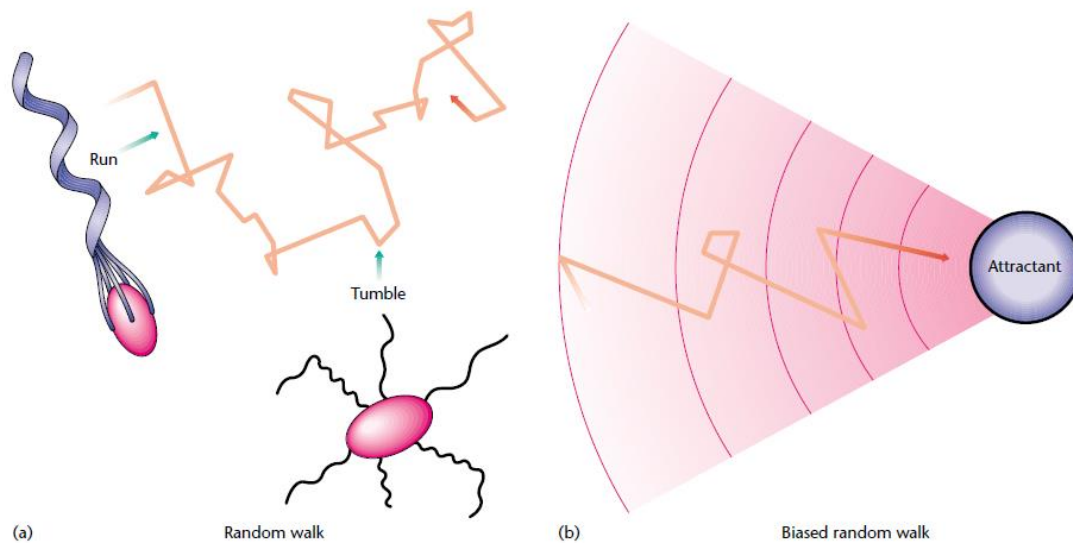 Run
Tumble
Attractant
(a) Random walk
(b) Biased random walk